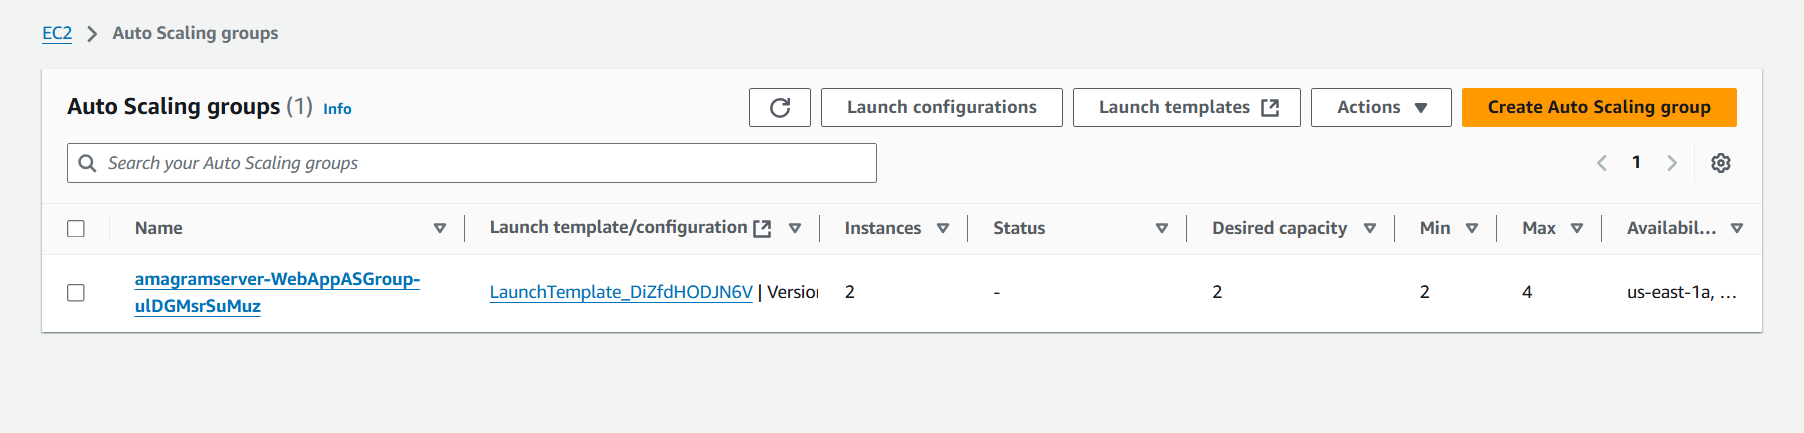 EC2 > Auto Scaling groups
Auto Scaling groups (1) Info
Launch configurations
Launch templates
Actions
Create Auto Scaling group
Search your Auto Scaling groups
1
Name Launch template/configuration Instances Status Desired capacity Min Max Availabil...
amagramserver-WebAppASGroup-
ulDGMsrSuMuz
LaunchTemplate_DiZfdHODJN6V | Version 2 - 2 2 4 us-east-1a, ...